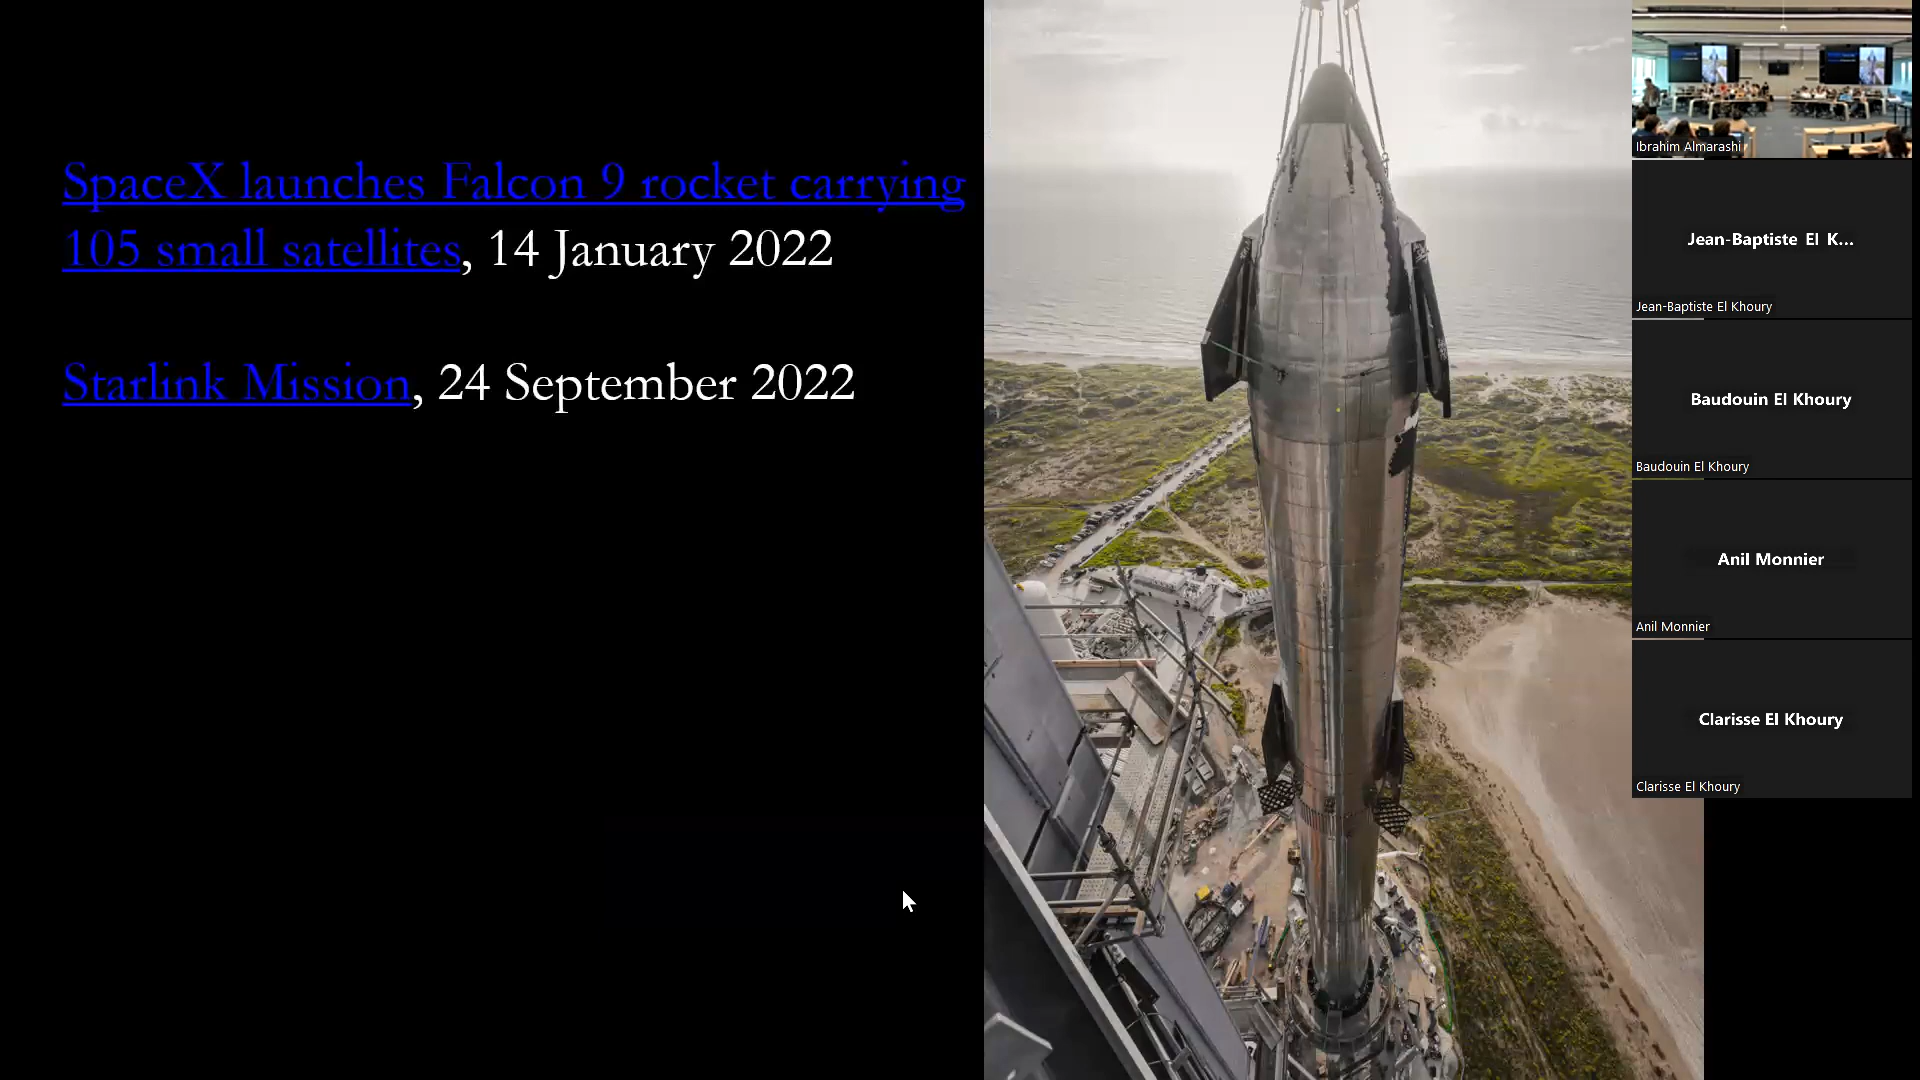 SpaceX launches Falcon 9 rocket carrying
105 small satellites, 14 January 2022
Starlink Mission, 24 September 2022
Ibrahim Almarashi
Jean-Baptiste El K...
Jean-Baptiste El Khoury
Baudouin El Khoury
Baudouin El Khoury
Anil Monnier
Anil Monnier
Clarisse El Khoury
Clarisse El Khoury